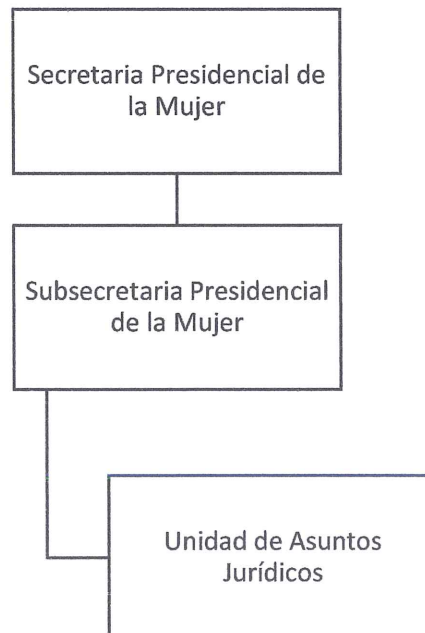 Secretaria Presidencial de
la Mujer
Subsecretaria Presidencial
de la Mujer
Unidad de Asuntos
Jurídicos